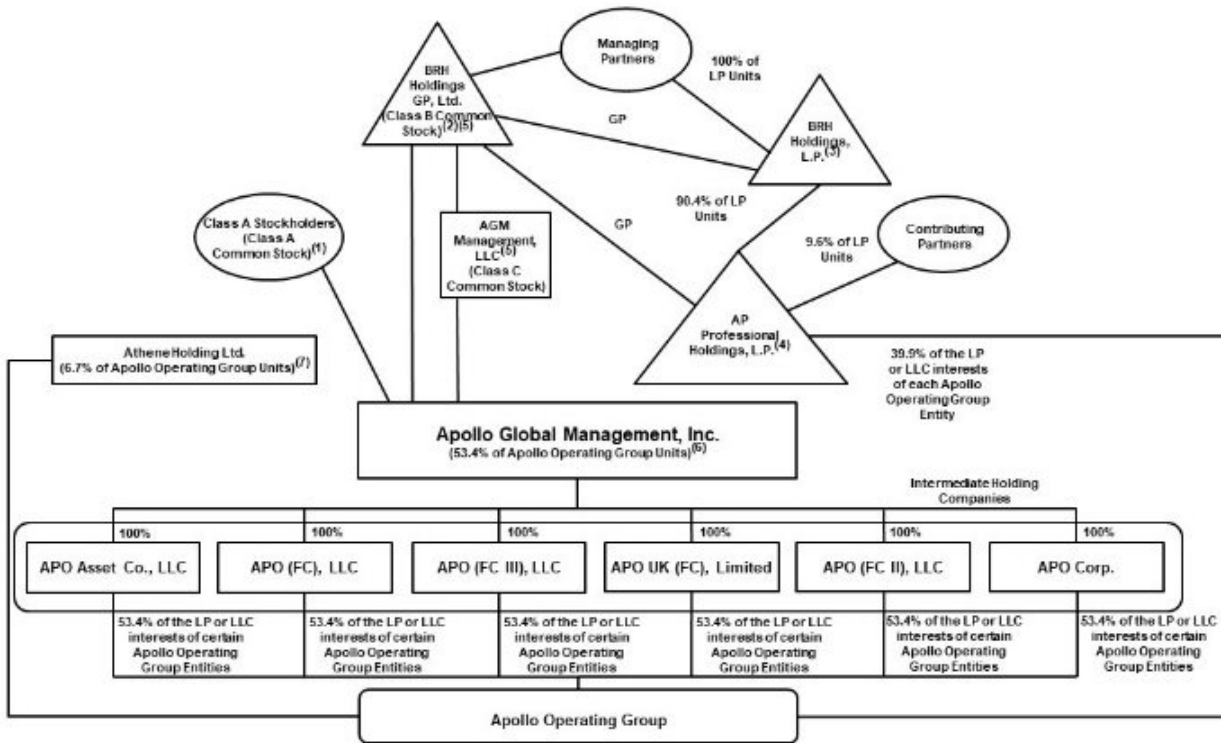 Managing
Partners
100% of
LP Units
BRH
Holdings
GP, Ltd.
(Class B Common
Stock)(2)(5)
GP
BRH
Holdings,
L.P.(3)
Class A Stockholders
(Class A
Common Stock)(1)
AGM
Management,
LLC(5)
(Class C
Common Stock)
GP
90.4% of LP
Units
9.6% of LP
Units
Contributing
Partners
AP
Professional
Holdings, L.P.(4)
Athene Holding Ltd.
(6.7% of Apollo Operating Group Units)(7)
39.9% of the LP
or LLC interests
of each Apollo
Operating Group
Entity
Apollo Global Management, Inc.
(53.4% of Apollo Operating Group Units)(6)
Intermediate Holding
Companies
100%
100%
100%
100%
100%
100%
APO Asset Co., LLC
APO (FC), LLC
APO (FC III), LLC
APO UK (FC), Limited
APO (FC II), LLC
APO Corp.
53.4% of the LP or LLC
interests of certain
Apollo Operating
Group Entities
53.4% of the LP or LLC
interests of certain
Apollo Operating
Group Entities
53.4% of the LP or LLC
interests of certain
Apollo Operating
Group Entities
53.4% of the LP or LLC
interests of certain
Apollo Operating
Group Entities
53.4% of the LP or LLC
interests of certain
Apollo Operating
Group Entities
53.4% of the LP or LLC
interests of certain
Apollo Operating
Group Entities
Apollo Operating Group